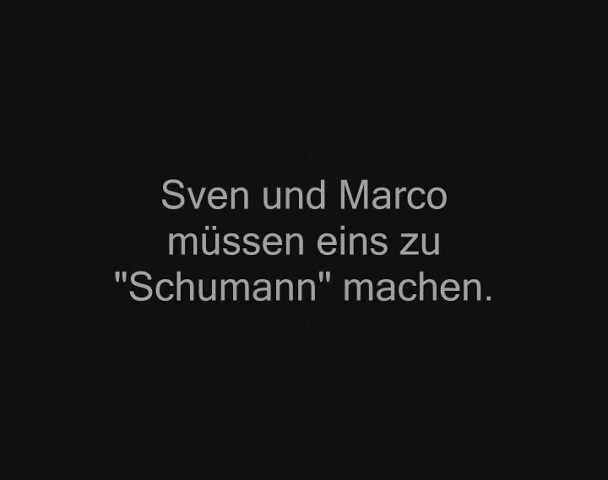 Sven und Marco
müssen eins zu
"Schumann" machen.